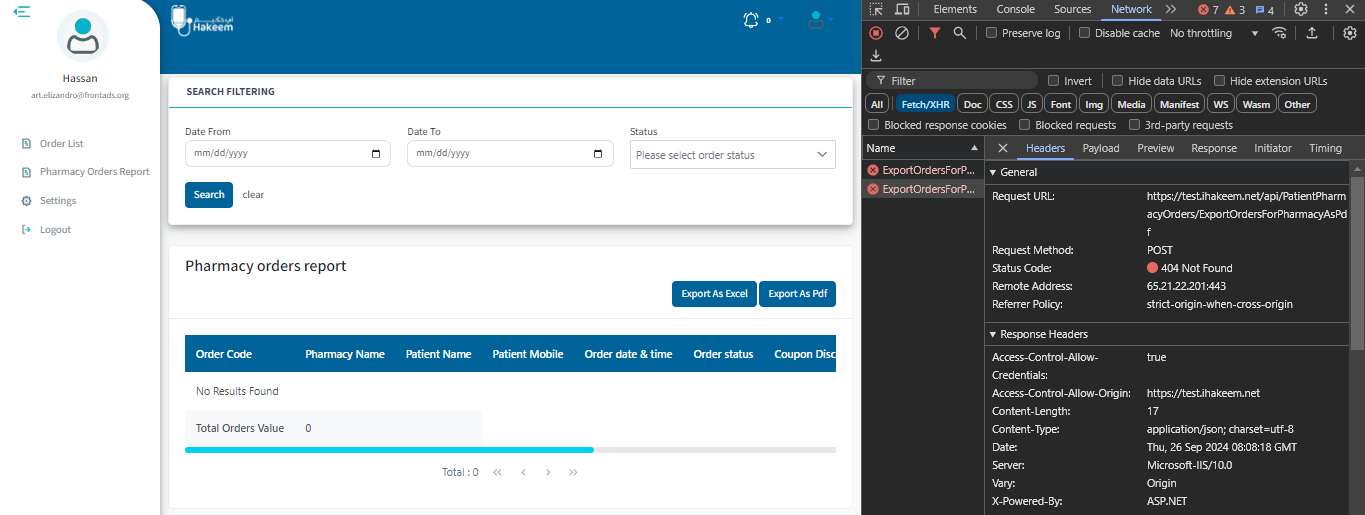 اي دكيم
Hakeem
0
Hassan
art.elizandro@frontads.org
Order List
Pharmacy Orders Report
Settings
Logout
SEARCH FILTERING
Date From
Date To
Status
mm/dd/yyyy
mm/dd/yyyy
Please select order status
Search
clear
Pharmacy orders report
Export As Excel
Export As Pdf
Order Code
Pharmacy Name
Patient Name
Patient Mobile
Order date & time
Order status
Coupon Disc
No Results Found
Total Orders Value
0
Total : 0
Elements
Console
Sources
Network
7
3
4
Preserve log
Disable cache
No throttling
Filter
Invert
Hide data URLs
Hide extension URLs
All
Fetch/XHR
Doc
CSS
JS
Font
Img
Media
Manifest
WS
Wasm
Other
Blocked response cookies
Blocked requests
3rd-party requests
Name
ExportOrdersForP...
ExportOrdersForP...
Headers
Payload
Preview
Response
Initiator
Timing
General
Request URL:
https://test.ihakeem.net/api/PatientPharm
acyOrders/ExportOrdersForPharmacyAsPd
f
Request Method:
POST
Status Code:
404 Not Found
Remote Address:
65.21.22.201:443
Referrer Policy:
strict-origin-when-cross-origin
Response Headers
Access-Control-Allow-
Credentials:
true
Access-Control-Allow-Origin:
https://test.ihakeem.net
Content-Length:
17
Content-Type:
application/json; charset=utf-8
Date:
Thu, 26 Sep 2024 08:08:18 GMT
Server:
Microsoft-IIS/10.0
Vary:
Origin
X-Powered-By:
ASP.NET